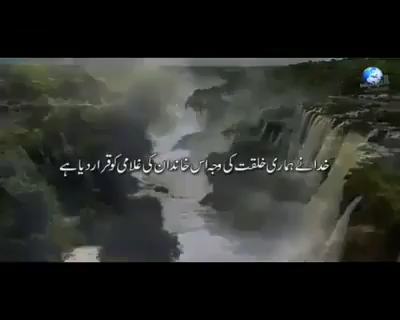 خدا نے ہماری خلقت کی وجہ اس خاندان کی غلامی کو قرار دیا ہے